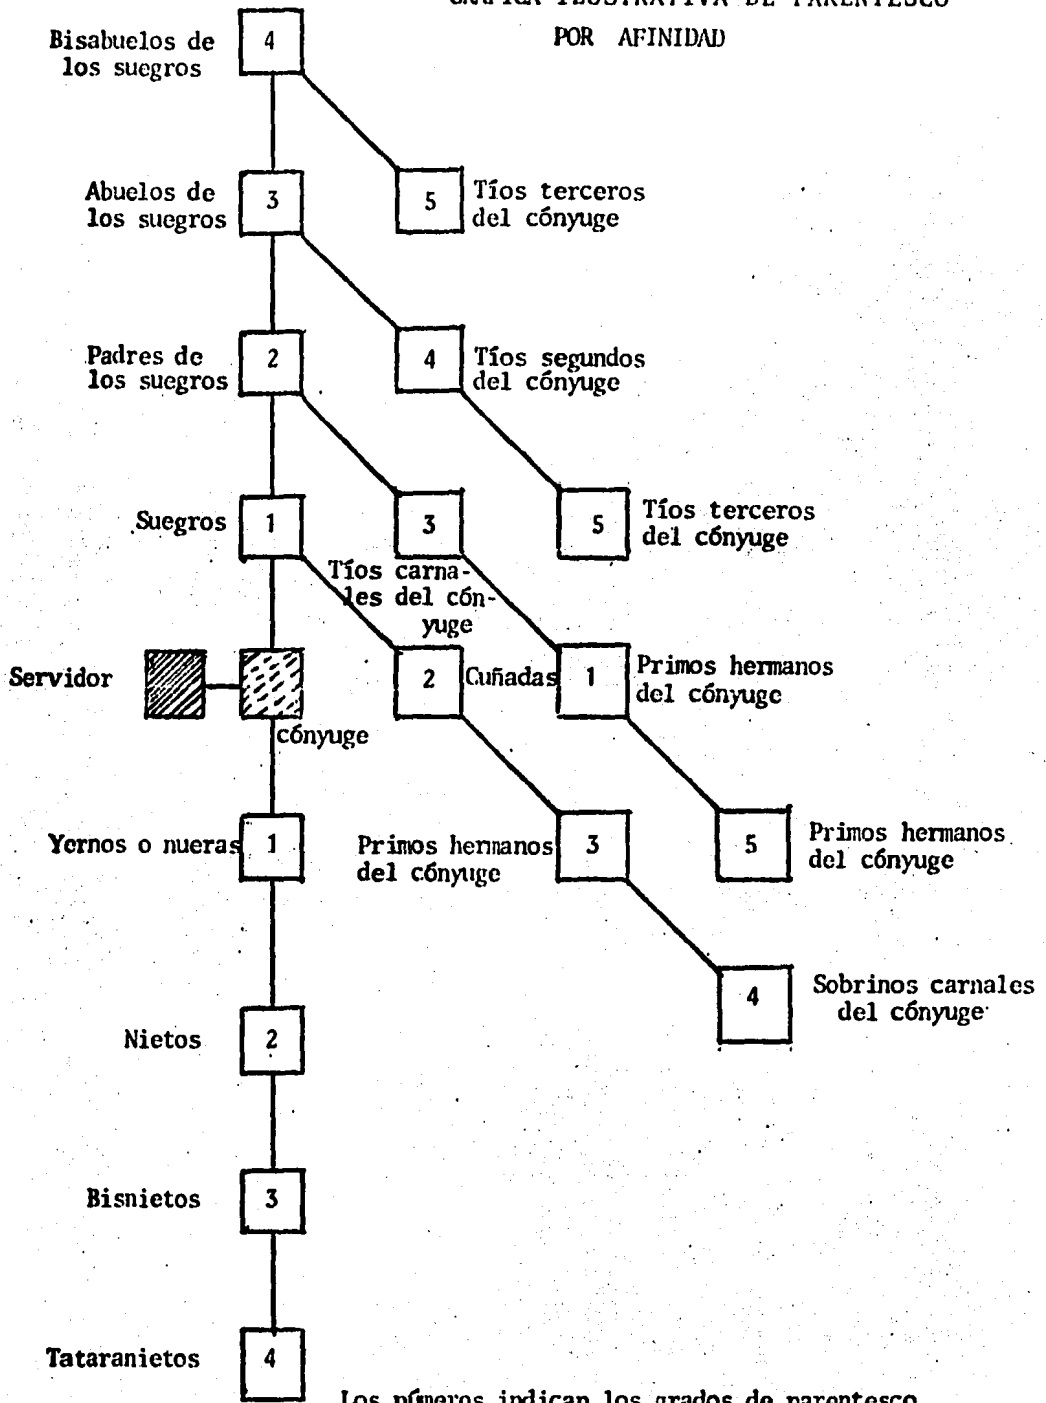 GRAFICA ILUSTRATIVA DE PARENTESCO
POR AFINIDAD
Bisabuelos de
los suegros
4
Abuelos de
los suegros
3
5
Tíos terceros
del cónyuge
Padres de
los suegros
2
4
Tíos segundos
del cónyuge
Suegros
1
3
Tíos carna-
les del cón-
yuge
5
Tíos terceros
del cónyuge
Servidor
cónyuge
2
Cuñadas
1
Primos hermanos
del cónyuge
Yernos o nueras
1
Primos hermanos
del cónyuge
3
5
Primos hermanos
del cónyuge
4
Sobrinos carnales
del cónyuge
Nietos
2
Bisnietos
3
Tataranietos
4
Los números indican los grados de parentesco